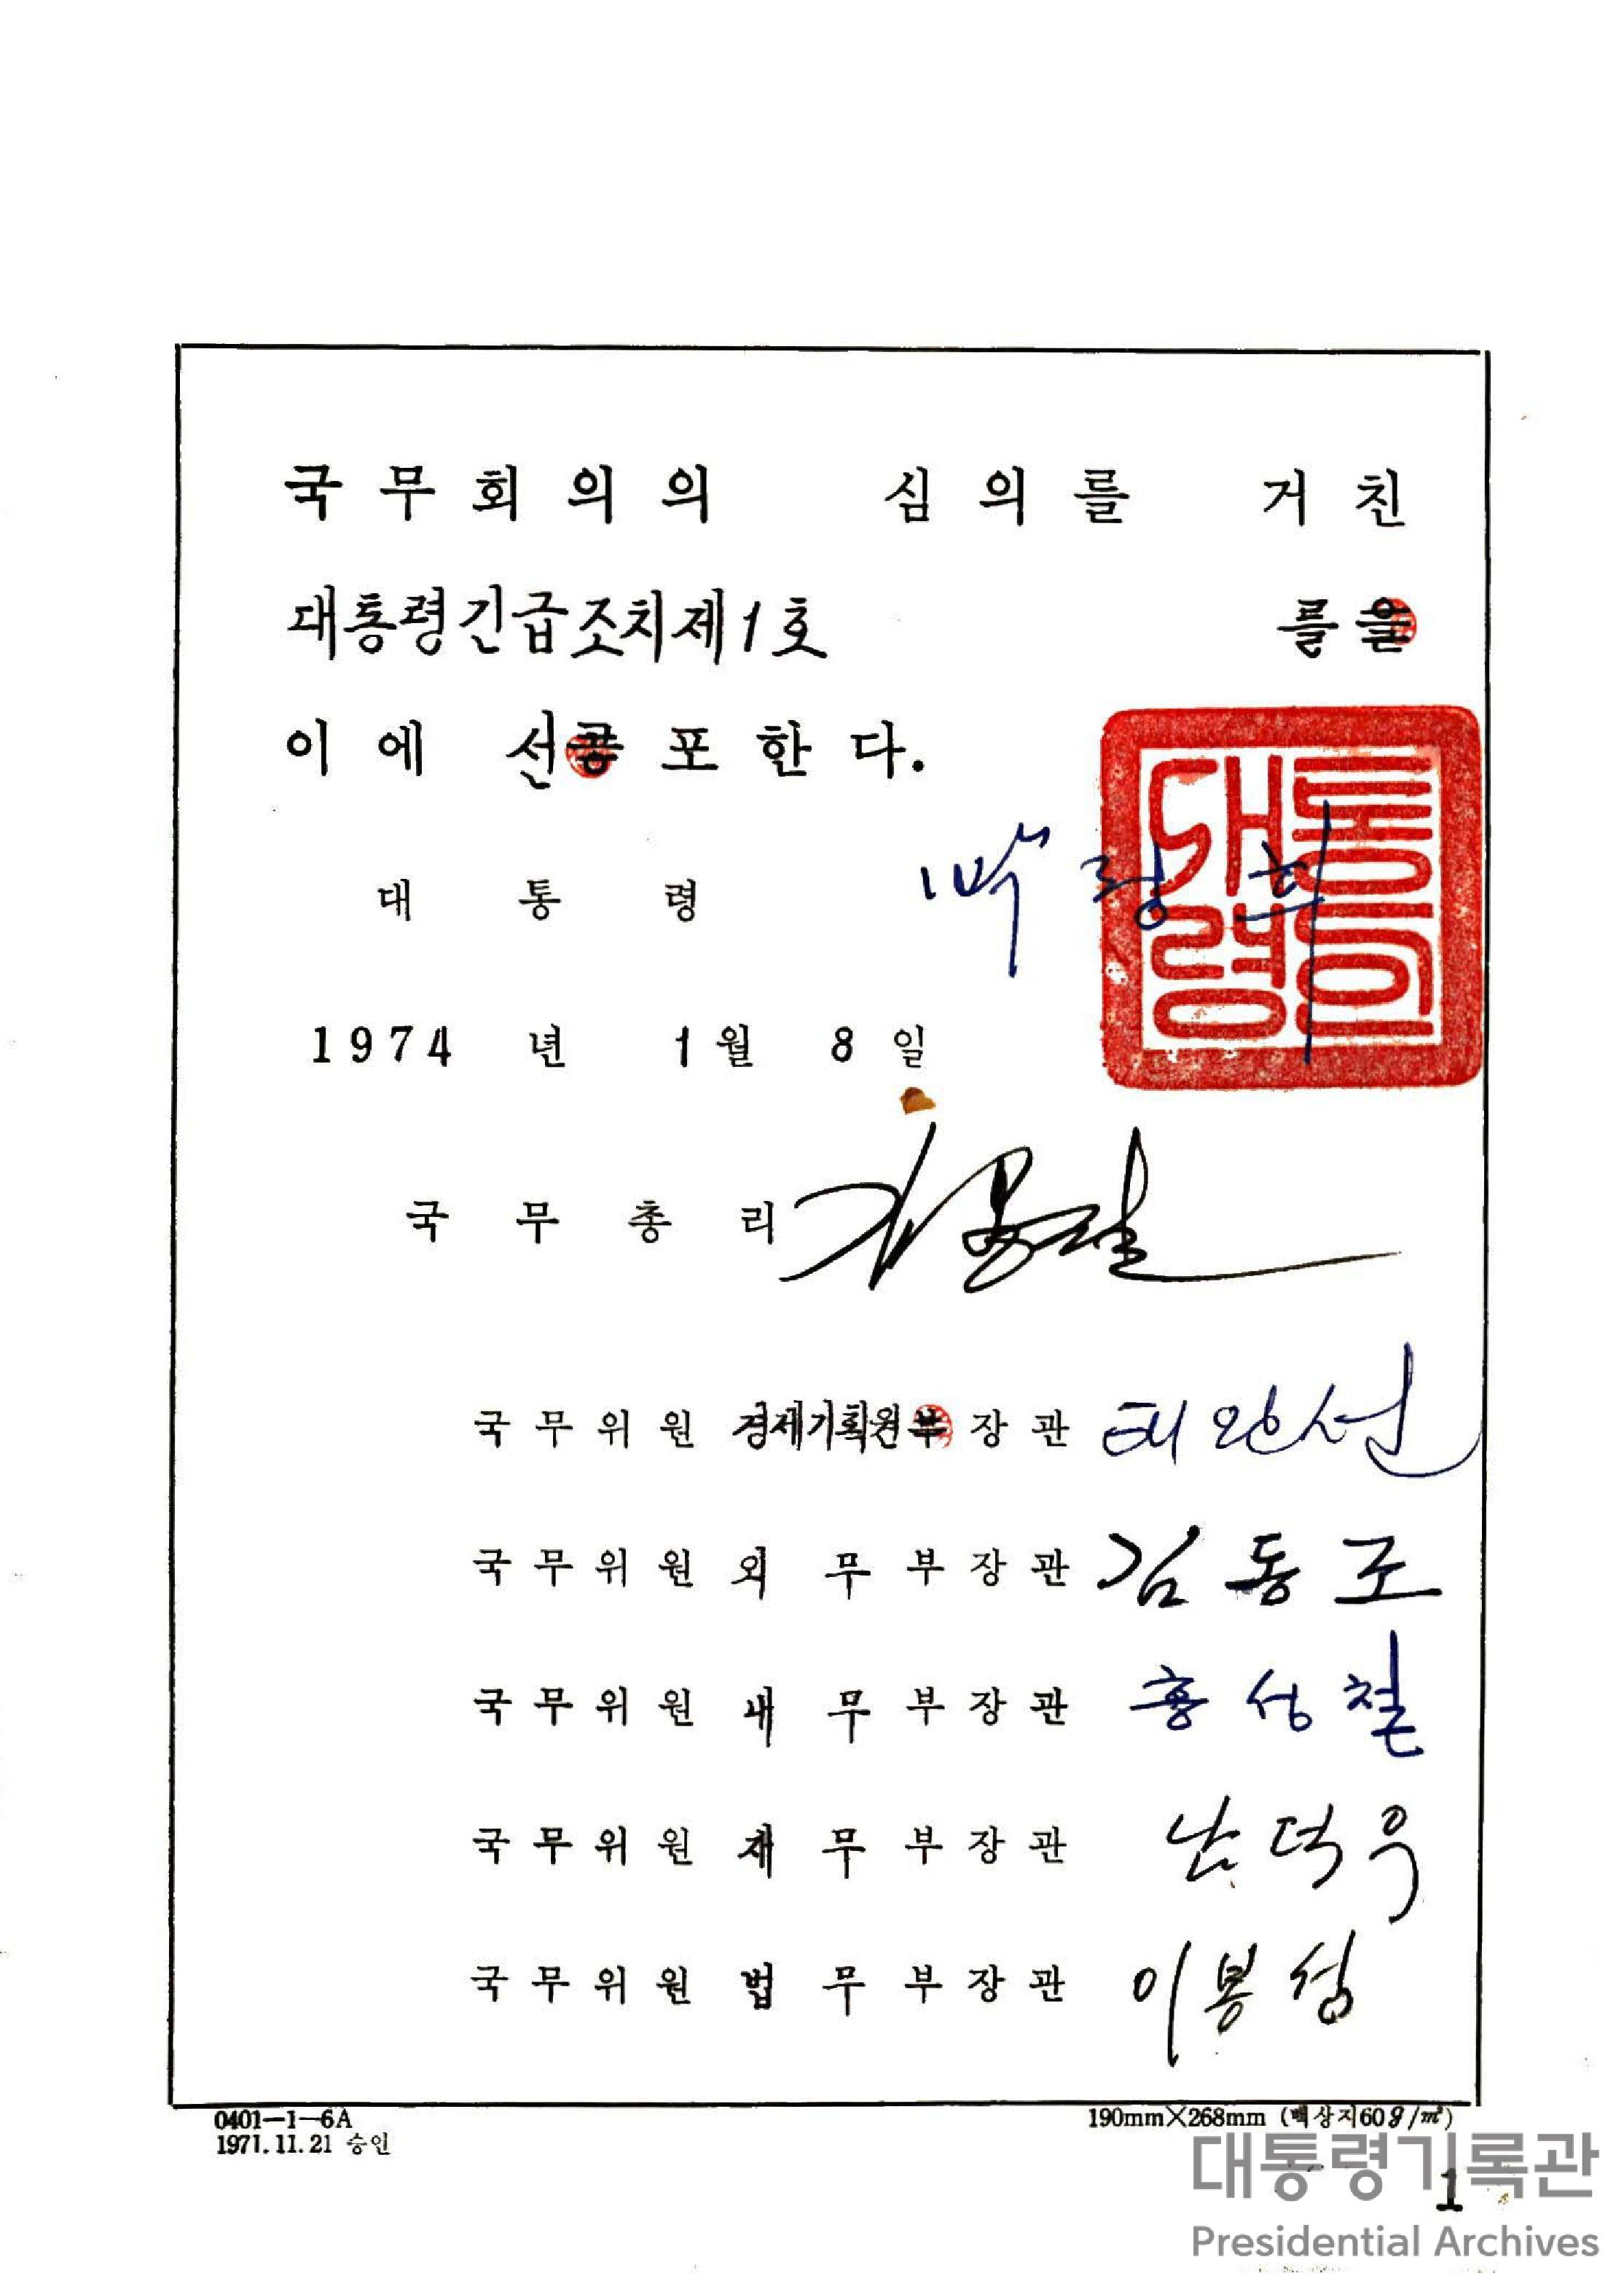 국무회의의 심의를 거친
대통령긴급조치제1호 를을
이에 선공포한다.
대통령 박정희
대통령의
1974년 1월 8일
국무총리 김종필
국무위원 경제기획원부장관 태완선
국무위원 외무부장관 김동조
국무위원 내무부장관 홍성철
국무위원 재무부장관 남덕우
국무위원 법무부장관 이봉성
0401-1-6A
1971.11.21 승인
190mm×268mm (백상지60g/㎡)
대통령기록관
1
Presidential Archives